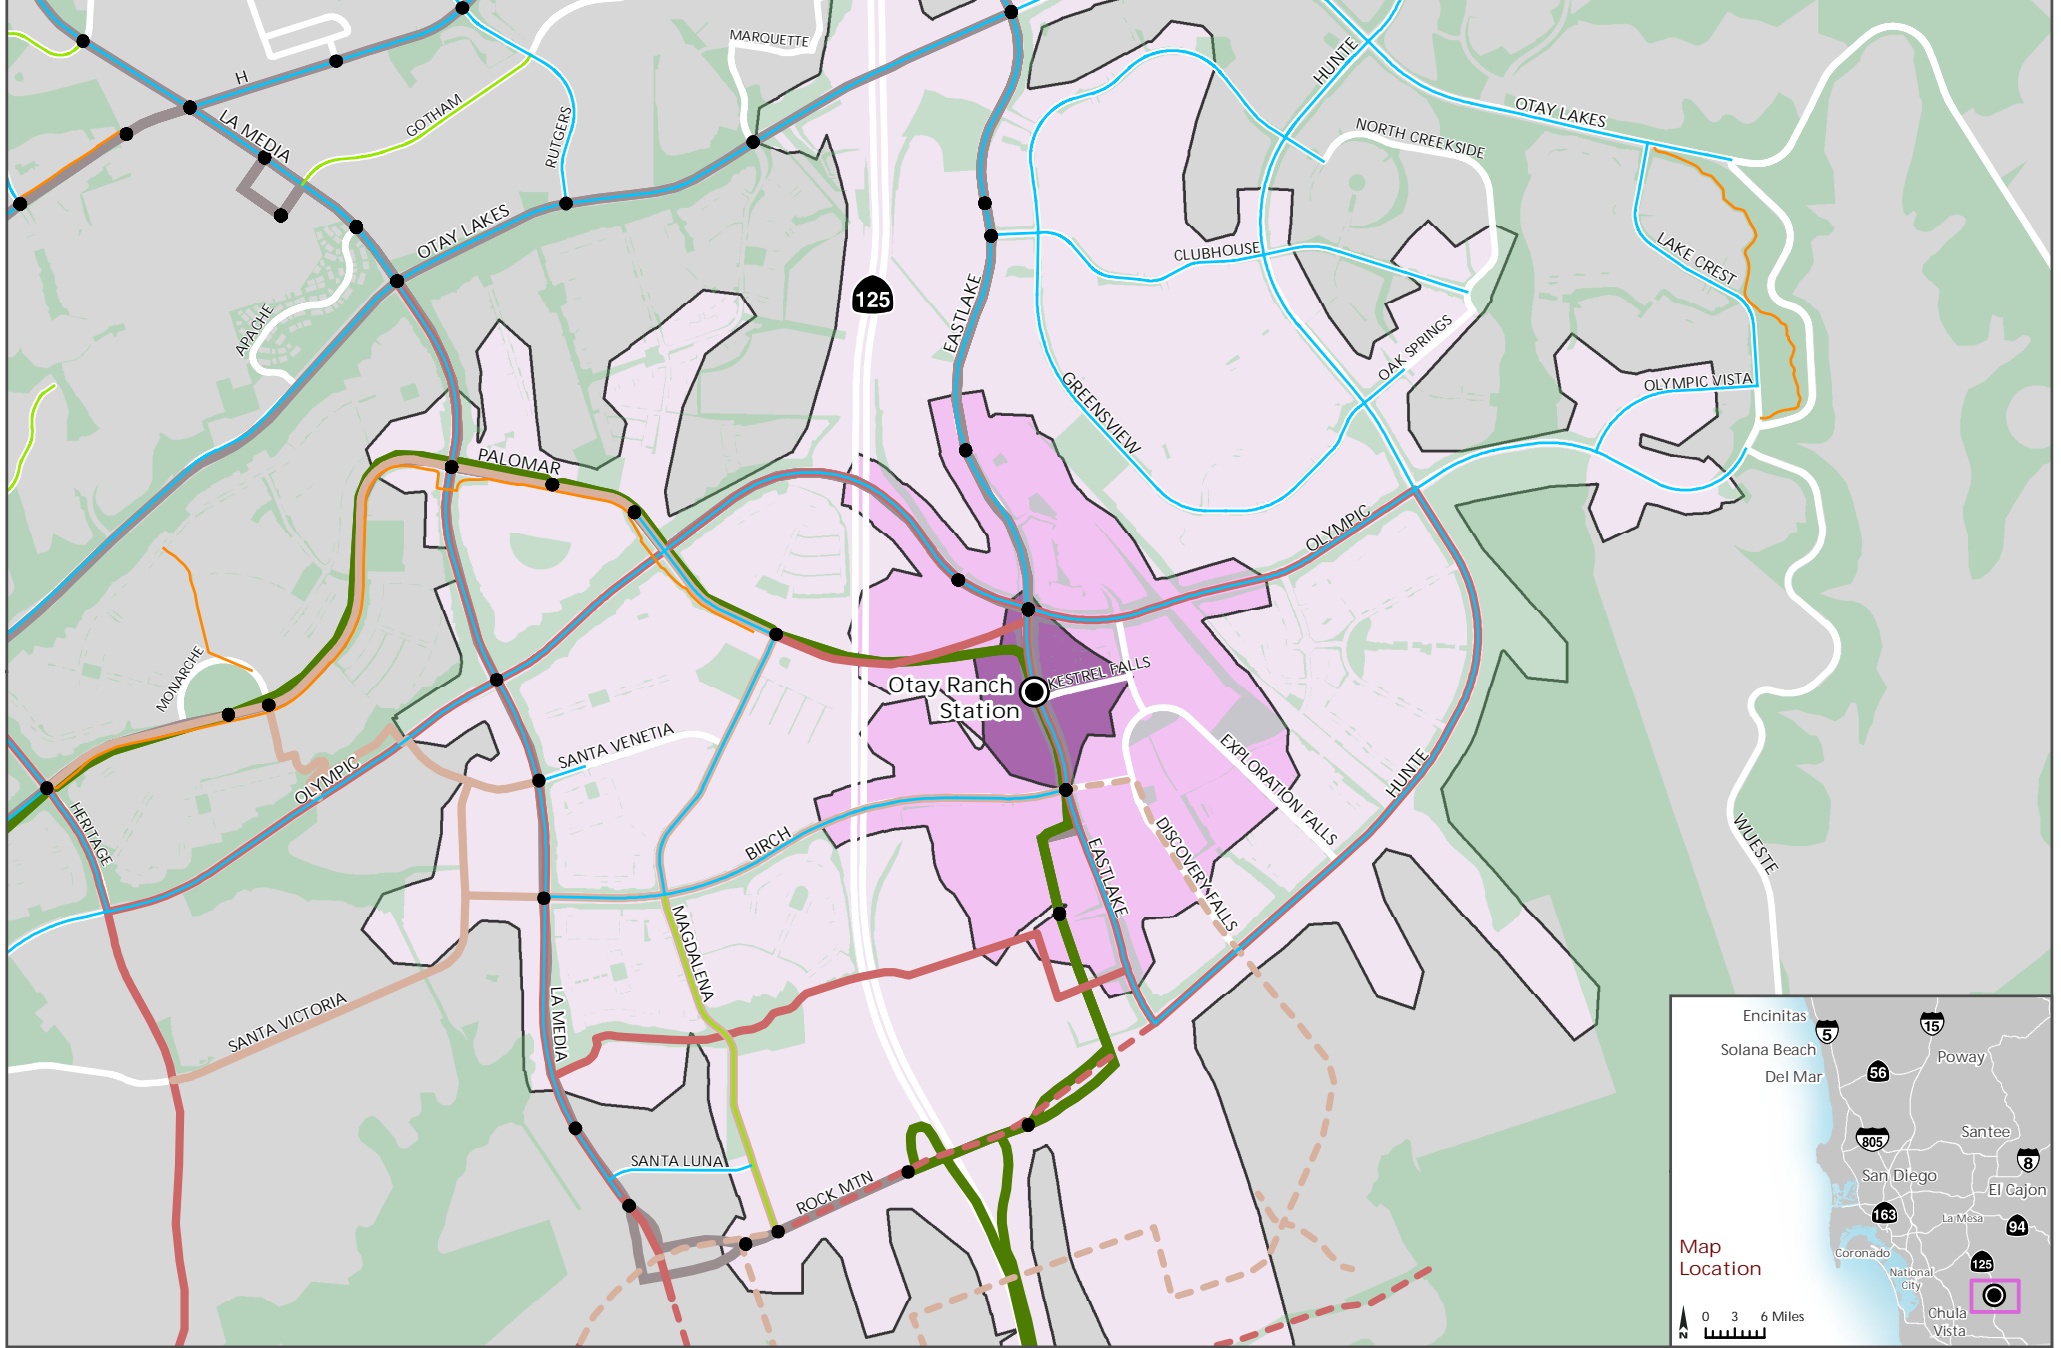 MARQUETTE
H
GOTHAM
LA MEDIA
RUTGERS
HUNTE
OTAY LAKES
NORTH CREEKSIDE
OTAY LAKES
CLUBHOUSE
LAKE CREST
125
EASTLAKE
APACHE
OAK SPRINGS
GREENSVIEW
OLYMPIC VISTA
PALOMAR
OLYMPIC
MONARCHE
KESTREL FALLS
Otay Ranch
Station
SANTA VENETIA
OLYMPIC
EXPLORATION FALLS
HUNTE
HERITAGE
BIRCH
DISCOVERY FALLS
EASTLAKE
WUESTE
MAGDALENA
SANTA VICTORIA
LA MEDIA
SANTA LUNA
ROCK MTN
Encinitas
5
15
Solana Beach
Poway
Del Mar
56
805
Santee
8
San Diego
El Cajon
163
La Mesa
94
Coronado
125
Map
Location
National
City
0 3 6 Miles
N
Chula
Vista